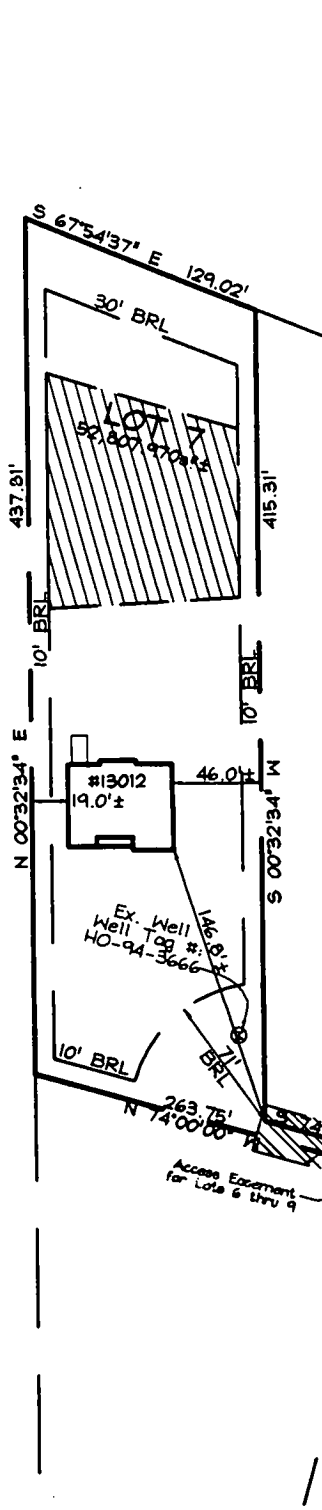 S 67°54'37" E 129.02'
30' BRL
LOT 7
52,807.970s.f.±
437.81'
415.31'
10' BRL
10' BRL
N 00°32'34" E
S 00°32'34" W
#13012
19.0'±
46.0'±
Ex. Well
Well Tag #:
HO-94-3666
146.8'±
71'
BRL
10' BRL
263.75'
N 74°00'00" W
Access Easement
for Lots 6 thru 9